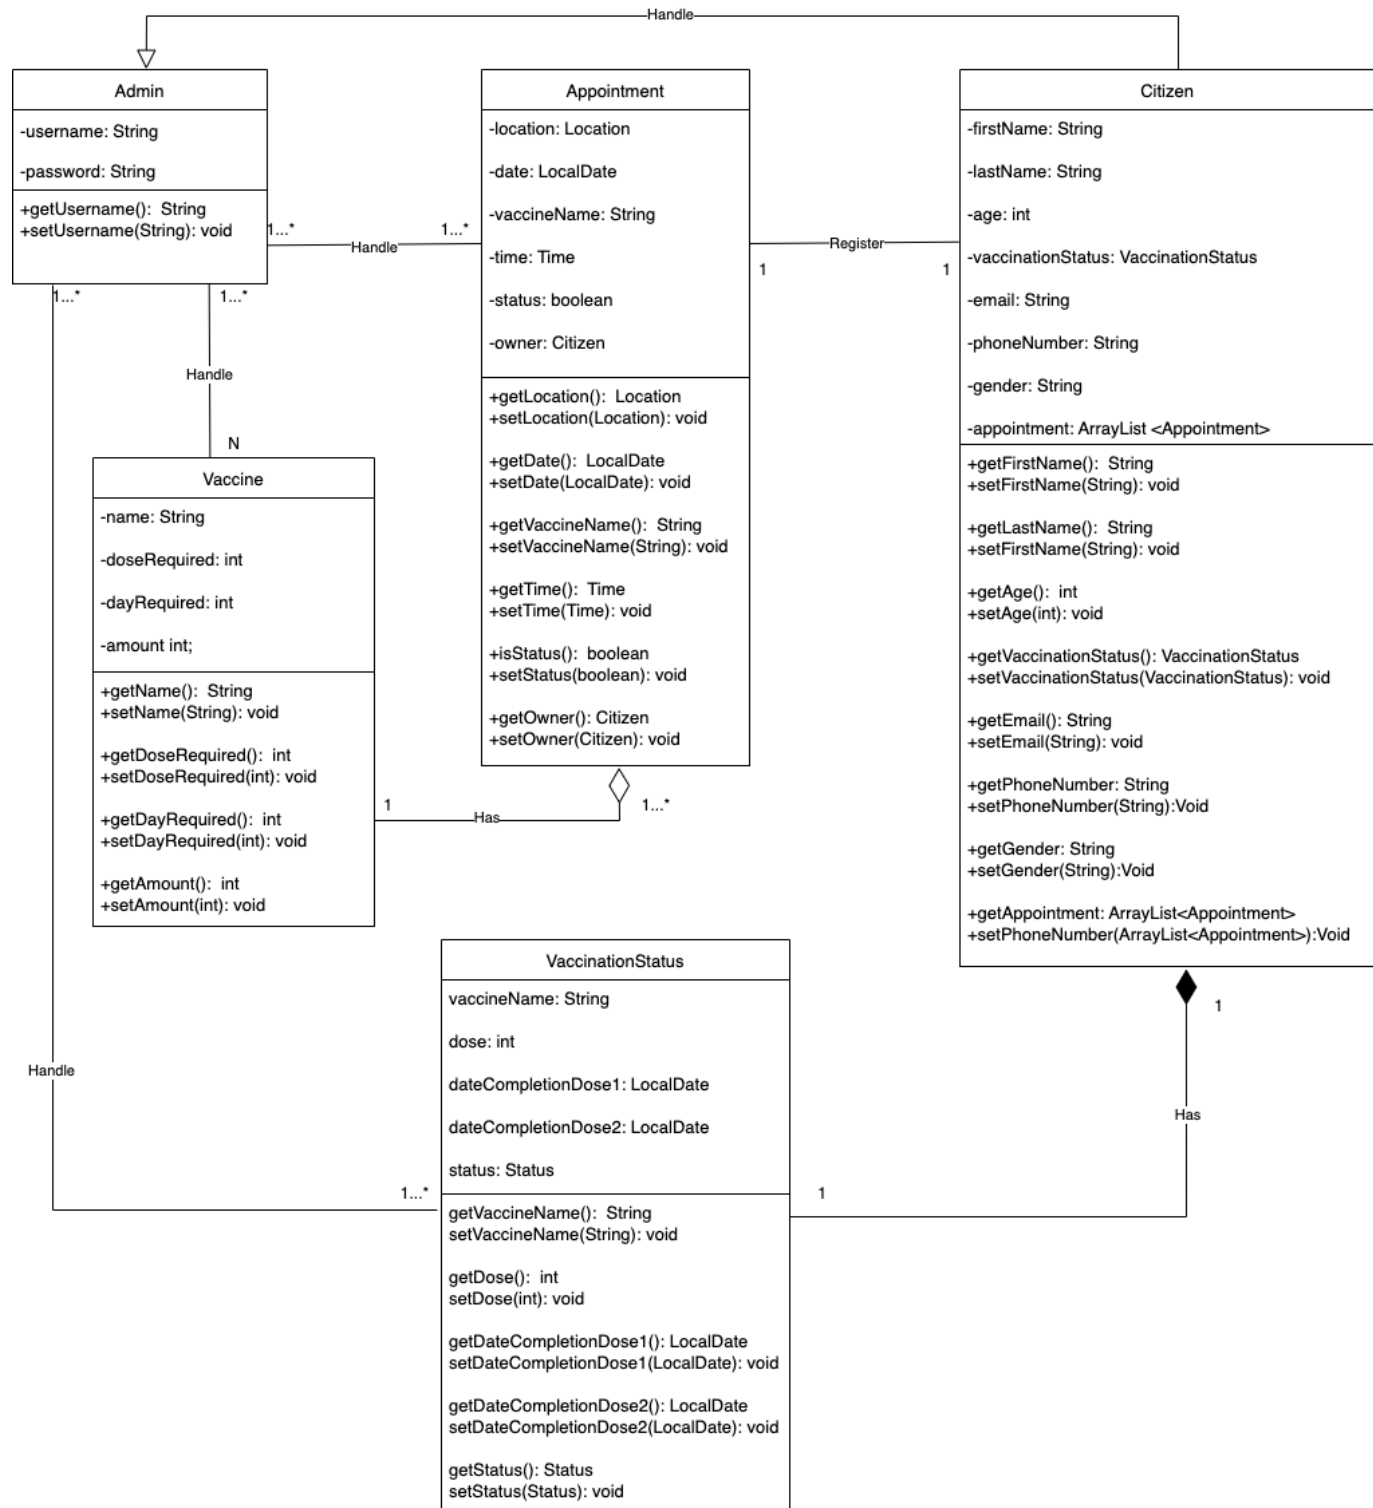 Handle
Admin
-username: String
-password: String
+getUsername():  String
+setUsername(String): void
1...*
Handle
1...*
1...*
1...*
Handle
N
Appointment
-location: Location
-date: LocalDate
-vaccineName: String
-time: Time
-status: boolean
-owner: Citizen
+getLocation():  Location
+setLocation(Location): void
+getDate():  LocalDate
+setDate(LocalDate): void
+getVaccineName():  String
+setVaccineName(String): void
+getTime():  Time
+setTime(Time): void
+isStatus():  boolean
+setStatus(boolean): void
+getOwner(): Citizen
+setOwner(Citizen): void
1
Register
1
Citizen
-firstName: String
-lastName: String
-age: int
-vaccinationStatus: VaccinationStatus
-email: String
-phoneNumber: String
-gender: String
-appointment: ArrayList <Appointment>
+getFirstName():  String
+setFirstName(String): void
+getLastName():  String
+setFirstName(String): void
+getAge():  int
+setAge(int): void
+getVaccinationStatus(): VaccinationStatus
+setVaccinationStatus(VaccinationStatus): void
+getEmail(): String
+setEmail(String): void
+getPhoneNumber: String
+setPhoneNumber(String):Void
+getGender: String
+setGender(String):Void
+getAppointment: ArrayList<Appointment>
+setPhoneNumber(ArrayList<Appointment>):Void
Vaccine
-name: String
-doseRequired: int
-dayRequired: int
-amount int;
+getName():  String
+setName(String): void
+getDoseRequired():  int
+setDoseRequired(int): void
+getDayRequired():  int
+setDayRequired(int): void
+getAmount():  int
+setAmount(int): void
1
Has
1...*
VaccinationStatus
vaccineName: String
dose: int
dateCompletionDose1: LocalDate
dateCompletionDose2: LocalDate
status: Status
getVaccineName():  String
setVaccineName(String): void
getDose():  int
setDose(int): void
getDateCompletionDose1(): LocalDate
setDateCompletionDose1(LocalDate): void
getDateCompletionDose2(): LocalDate
setDateCompletionDose2(LocalDate): void
getStatus(): Status
setStatus(Status): void
Handle
1...*
1
Has
1